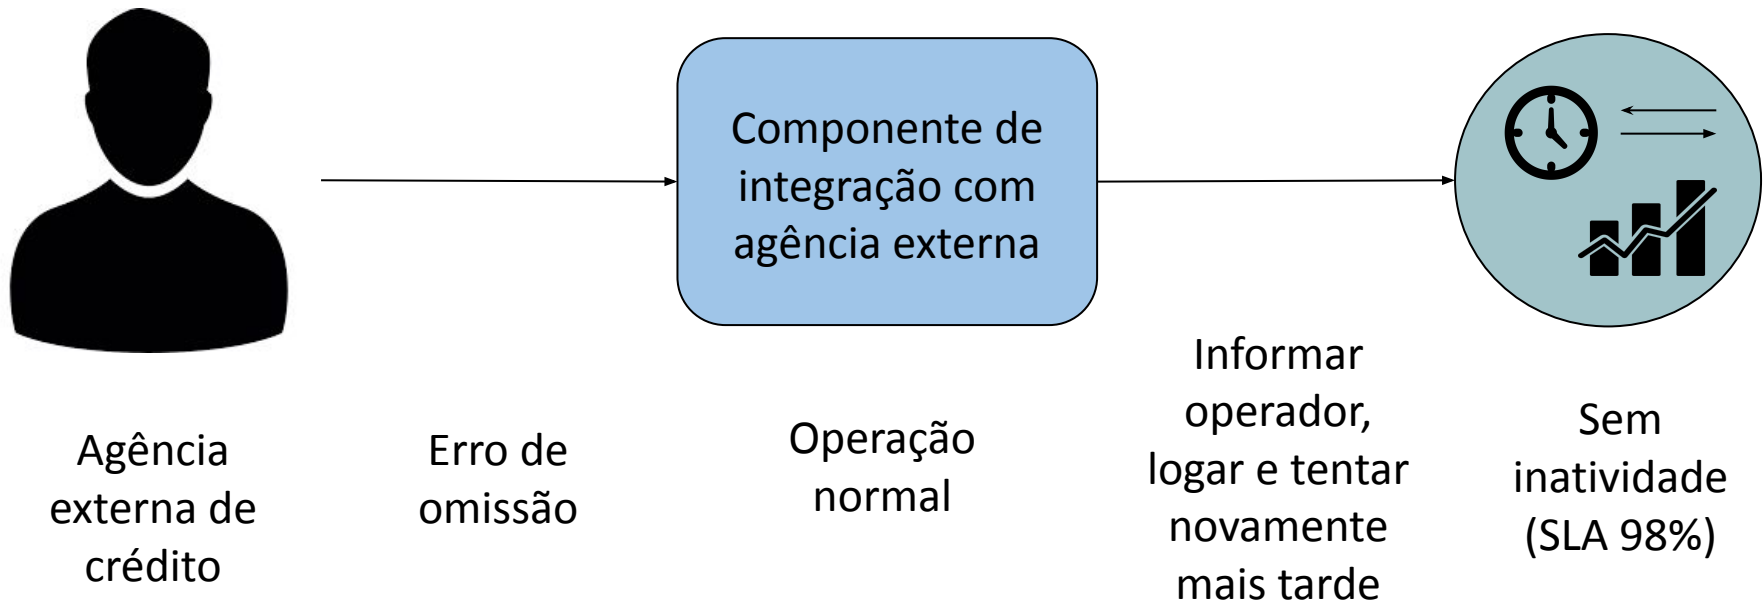 Componente de
integração com
agência externa
Agência
externa de
crédito
Erro de
omissão
Operação
normal
Informar
operador,
logar e tentar
novamente
mais tarde
Sem
inatividade
(SLA 98%)